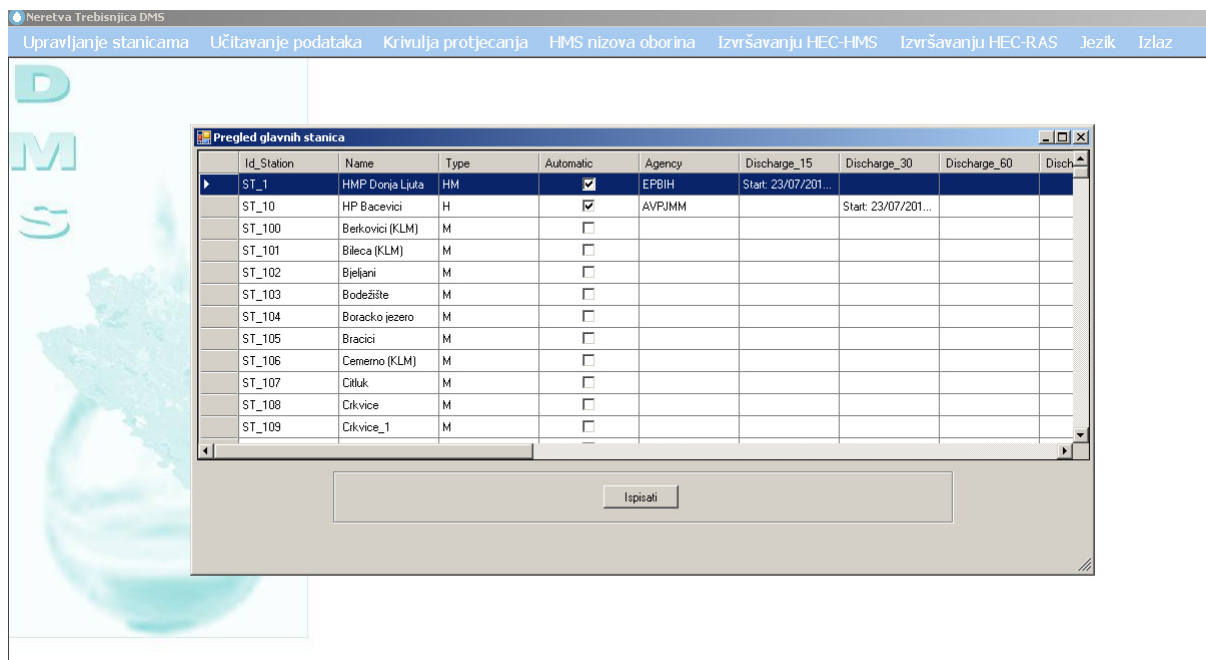 Neretva Trebisnjica DMS
Upravljanje stanicama Učitavanje podataka Krivulja protjecanja HMS nizova oborina Izvršavanju HEC-HMS Izvršavanju HEC-RAS Jezik Izlaz
D
M
S
Pregled glavnih stanica
Id_Station Name Type Automatic Agency Discharge_15 Discharge_30 Discharge_60 Disch
ST_1 HMP Donja Ljuta HM EPBIH Start: 23/07/201...
ST_10 HP Bacevici H AVPJMM Start: 23/07/201...
ST_100 Berkovici (KLM) M
ST_101 Bileca (KLM) M
ST_102 Bjeljani M
ST_103 Bodežište M
ST_104 Boracko jezero M
ST_105 Bracici M
ST_106 Cemerno (KLM) M
ST_107 Citluk M
ST_108 Crkvice M
ST_109 Crkvice_1 M
Ispisati